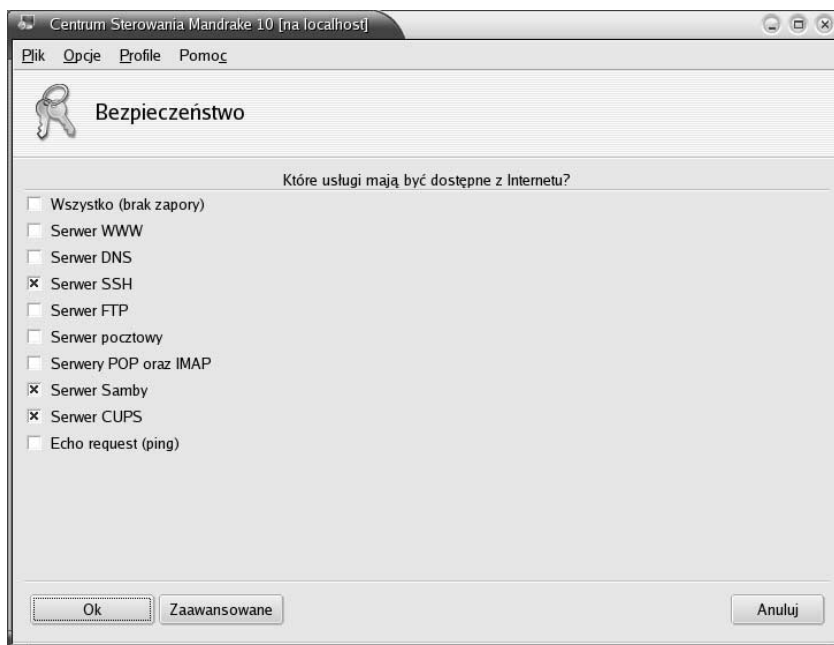 Centrum Sterowania Mandrake 10 [na localhost]
Plik Opcje Profile Pomoc
Bezpieczeństwo
Które usługi mają być dostępne z Internetu?
Wszystko (brak zapory)
Serwer WWW
Serwer DNS
Serwer SSH
Serwer FTP
Serwer pocztowy
Serwery POP oraz IMAP
Serwer Samby
Serwer CUPS
Echo request (ping)
Ok Zaawansowane Anuluj